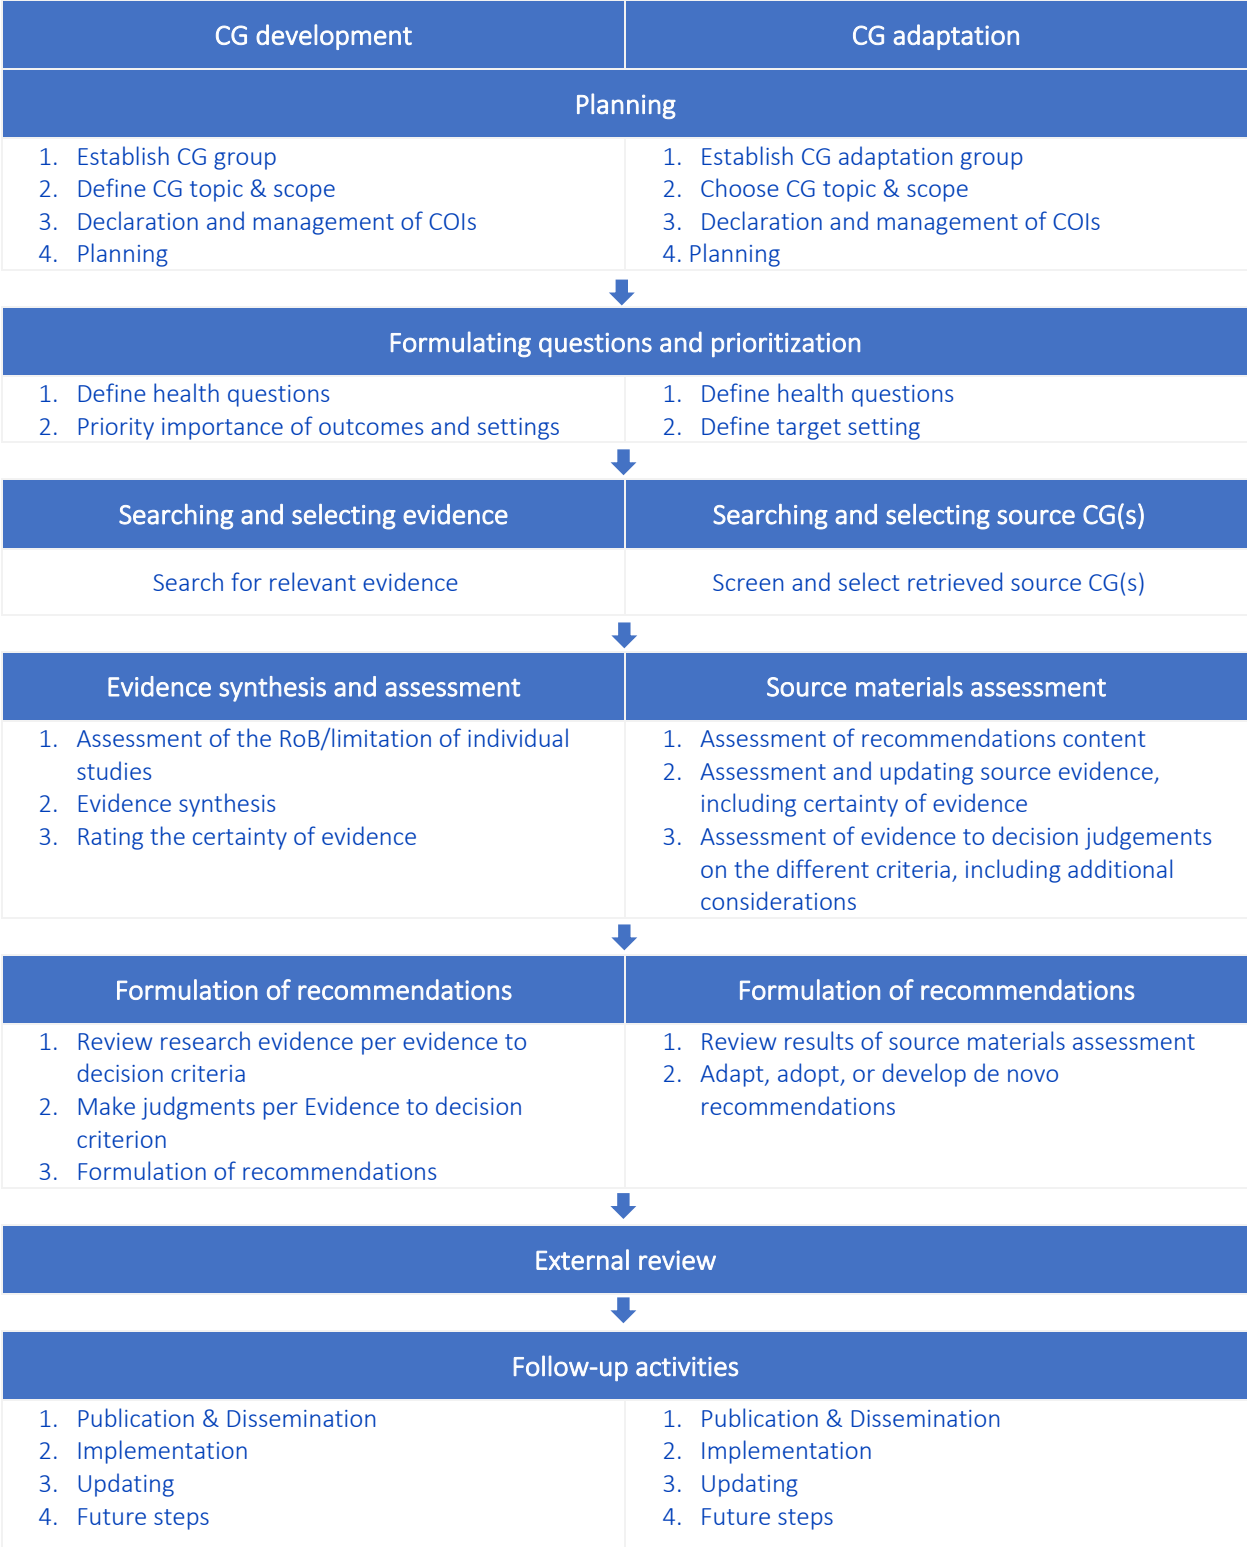 CG development
CG adaptation
Planning
1. Establish CG group
2. Define CG topic & scope
3. Declaration and management of COIs
4. Planning
1. Establish CG adaptation group
2. Choose CG topic & scope
3. Declaration and management of COIs
4. Planning
Formulating questions and prioritization
1. Define health questions
2. Priority importance of outcomes and settings
1. Define health questions
2. Define target setting
Searching and selecting evidence
Searching and selecting source CG(s)
Search for relevant evidence
Screen and select retrieved source CG(s)
Evidence synthesis and assessment
Source materials assessment
1. Assessment of the RoB/limitation of individual
studies
2. Evidence synthesis
3. Rating the certainty of evidence
1. Assessment of recommendations content
2. Assessment and updating source evidence,
including certainty of evidence
3. Assessment of evidence to decision judgements
on the different criteria, including additional
considerations
Formulation of recommendations
Formulation of recommendations
1. Review research evidence per evidence to
decision criteria
2. Make judgments per Evidence to decision
criterion
3. Formulation of recommendations
1. Review results of source materials assessment
2. Adapt, adopt, or develop de novo
recommendations
External review
Follow-up activities
1. Publication & Dissemination
2. Implementation
3. Updating
4. Future steps
1. Publication & Dissemination
2. Implementation
3. Updating
4. Future steps